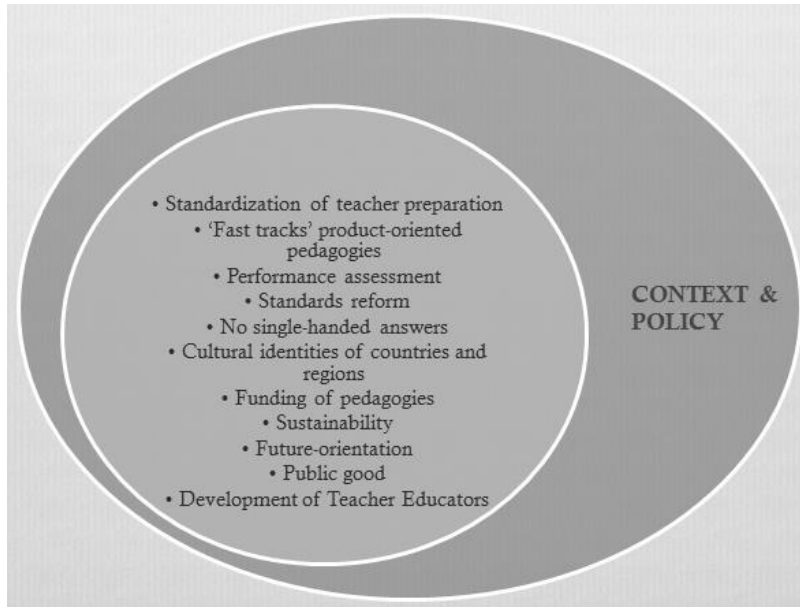 • Standardization of teacher preparation
• ‘Fast tracks’ product-oriented
pedagogies
• Performance assessment
• Standards reform
• No single-handed answers
• Cultural identities of countries and
regions
• Funding of pedagogies
• Sustainability
• Future-orientation
• Public good
• Development of Teacher Educators
CONTEXT &
POLICY